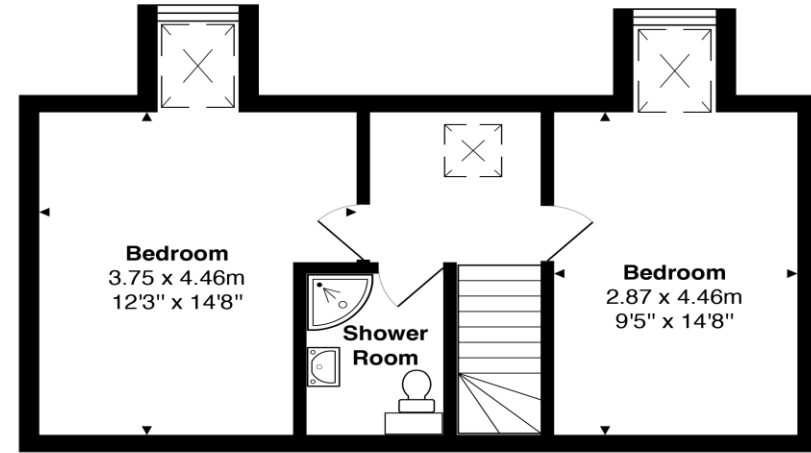 Bedroom
3.75 x 4.46m
12'3" x 14'8"
Shower
Room
Bedroom
2.87 x 4.46m
9'5" x 14'8"